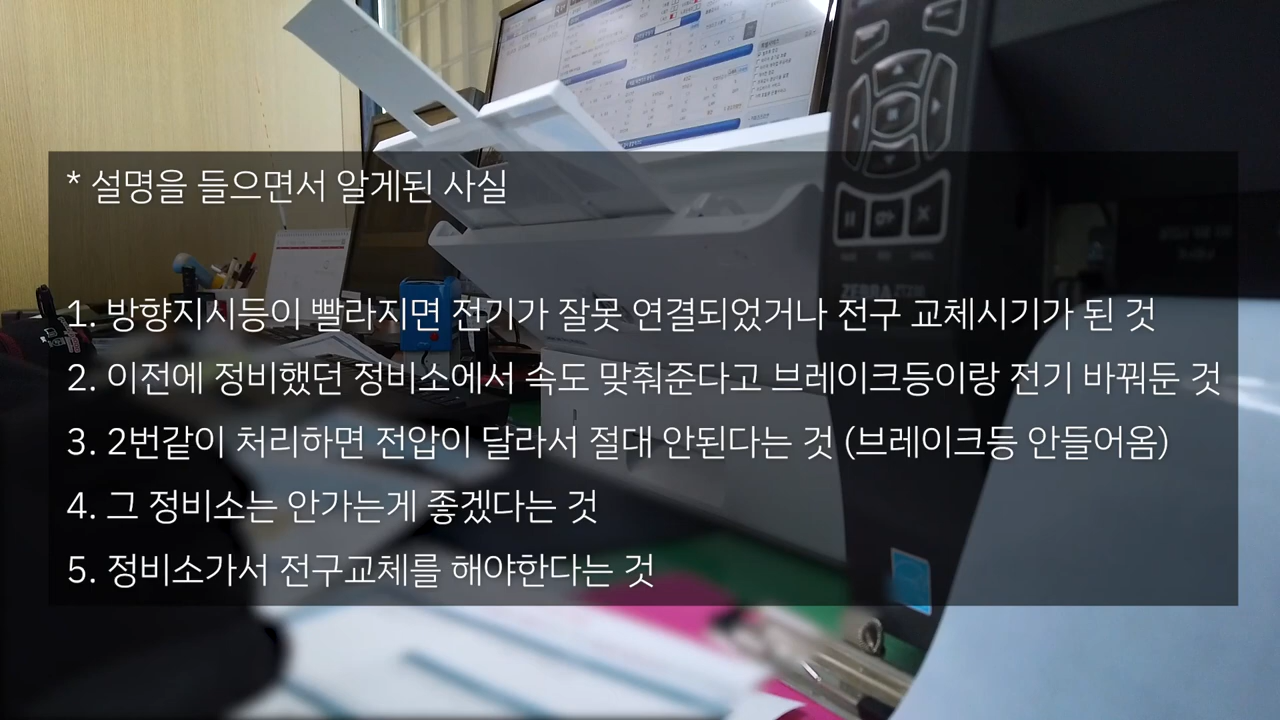 * 설명을 들으면서 알게된 사실
1. 방향지시등이 빨라지면 전기가 잘못 연결되었거나 전구 교체시기가 된 것
2. 이전에 정비했던 정비소에서 속도 맞춰준다고 브레이크등이랑 전기 바꿔둔 것
3. 2번같이 처리하면 전압이 달라서 절대 안된다는 것 (브레이크등 안들어옴)
4. 그 정비소는 안가는게 좋겠다는 것
5. 정비소가서 전구교체를 해야한다는 것
ZEBRA